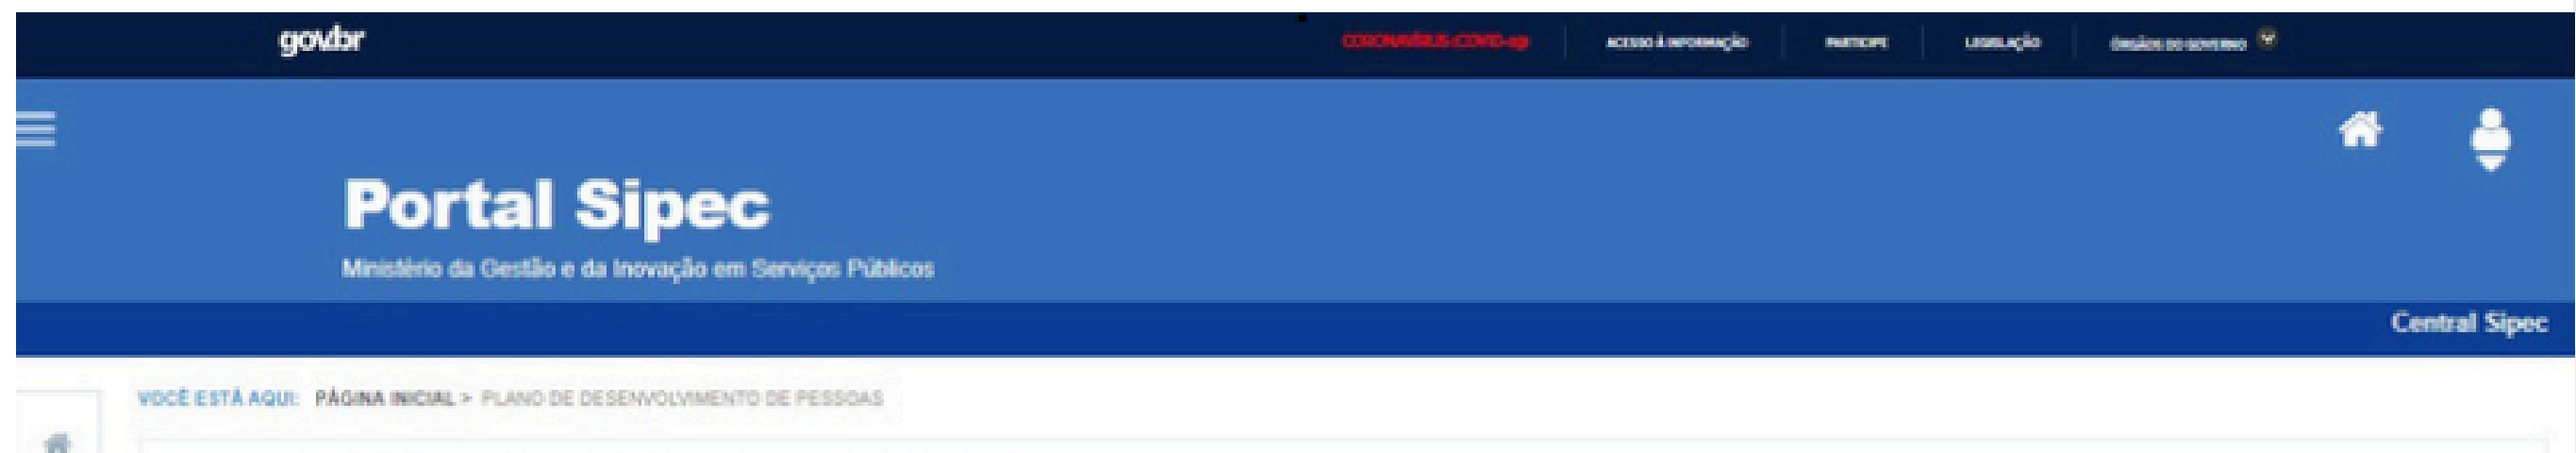 gov.br CORONAVÍRUS (COVID-19) ACESSO À INFORMAÇÃO PARTICIPE LEGISLAÇÃO ÓRGÃOS DO GOVERNO
Portal Sipec
Ministério da Gestão e da Inovação em Serviços Públicos
Central Sipec
VOCÊ ESTÁ AQUI: PÁGINA INICIAL > PLANO DE DESENVOLVIMENTO DE PESSOAS